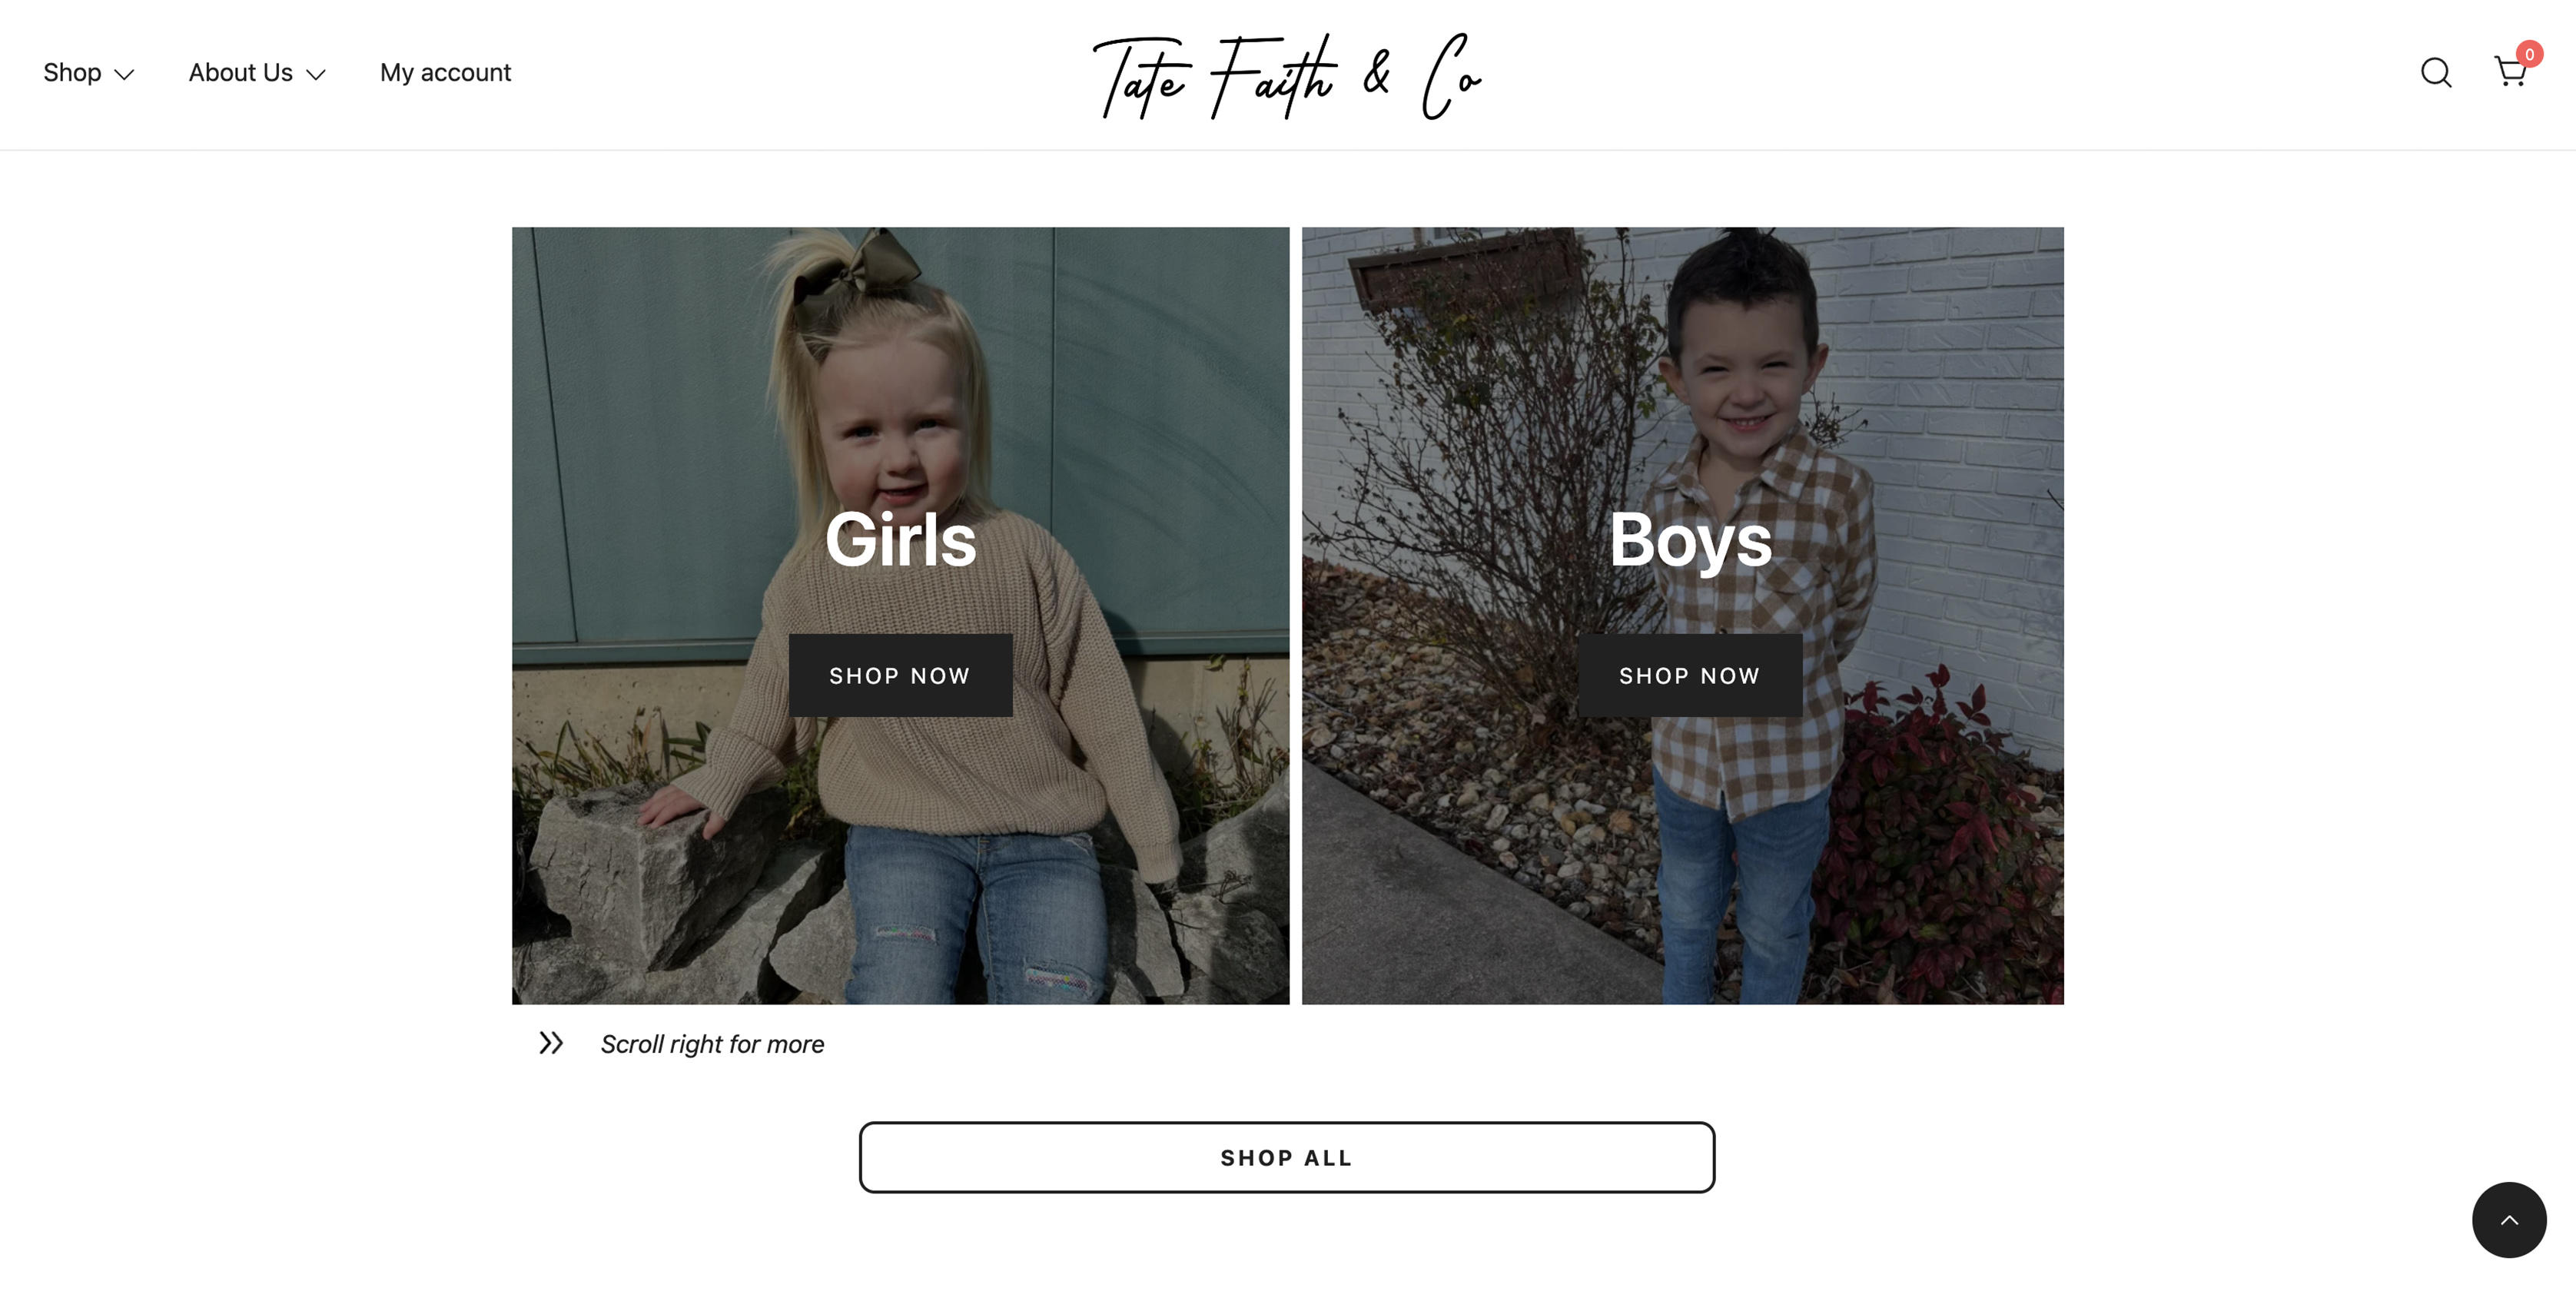 Shop
About Us
My account
Tate Faith & Co
0
Girls
SHOP NOW
Boys
SHOP NOW
Scroll right for more
SHOP ALL